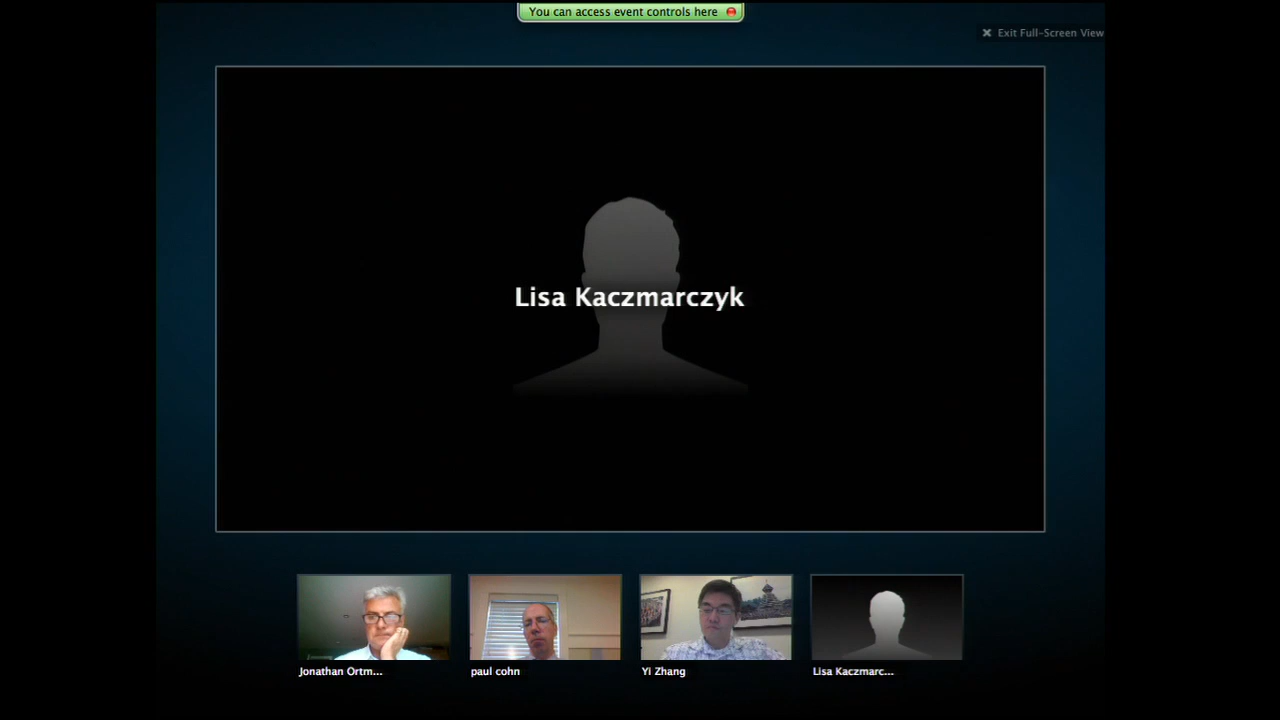 You can access event controls here
Exit Full-Screen View
Lisa Kaczmarczyk
Jonathan Ortm...
paul cohn
Yi Zhang
Lisa Kaczmarc...